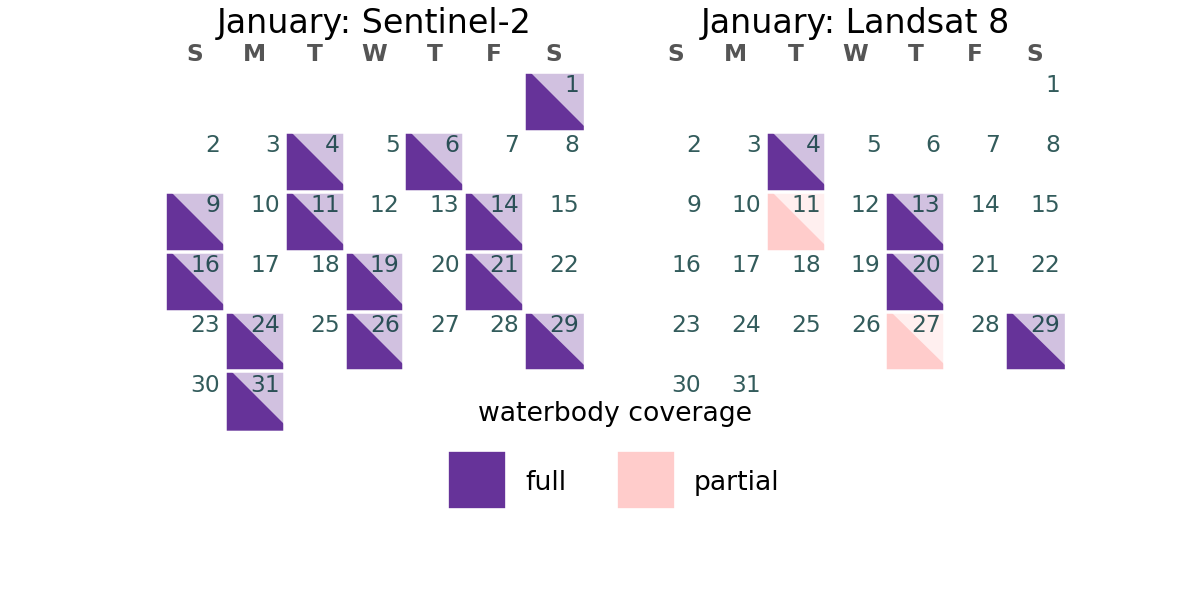 January: Sentinel-2
S M T W T F S
1
2 3 4 5 6 7 8
9 10 11 12 13 14 15
16 17 18 19 20 21 22
23 24 25 26 27 28 29
30 31
January: Landsat 8
S M T W T F S
1
2 3 4 5 6 7 8
9 10 11 12 13 14 15
16 17 18 19 20 21 22
23 24 25 26 27 28 29
30 31
waterbody coverage
full partial